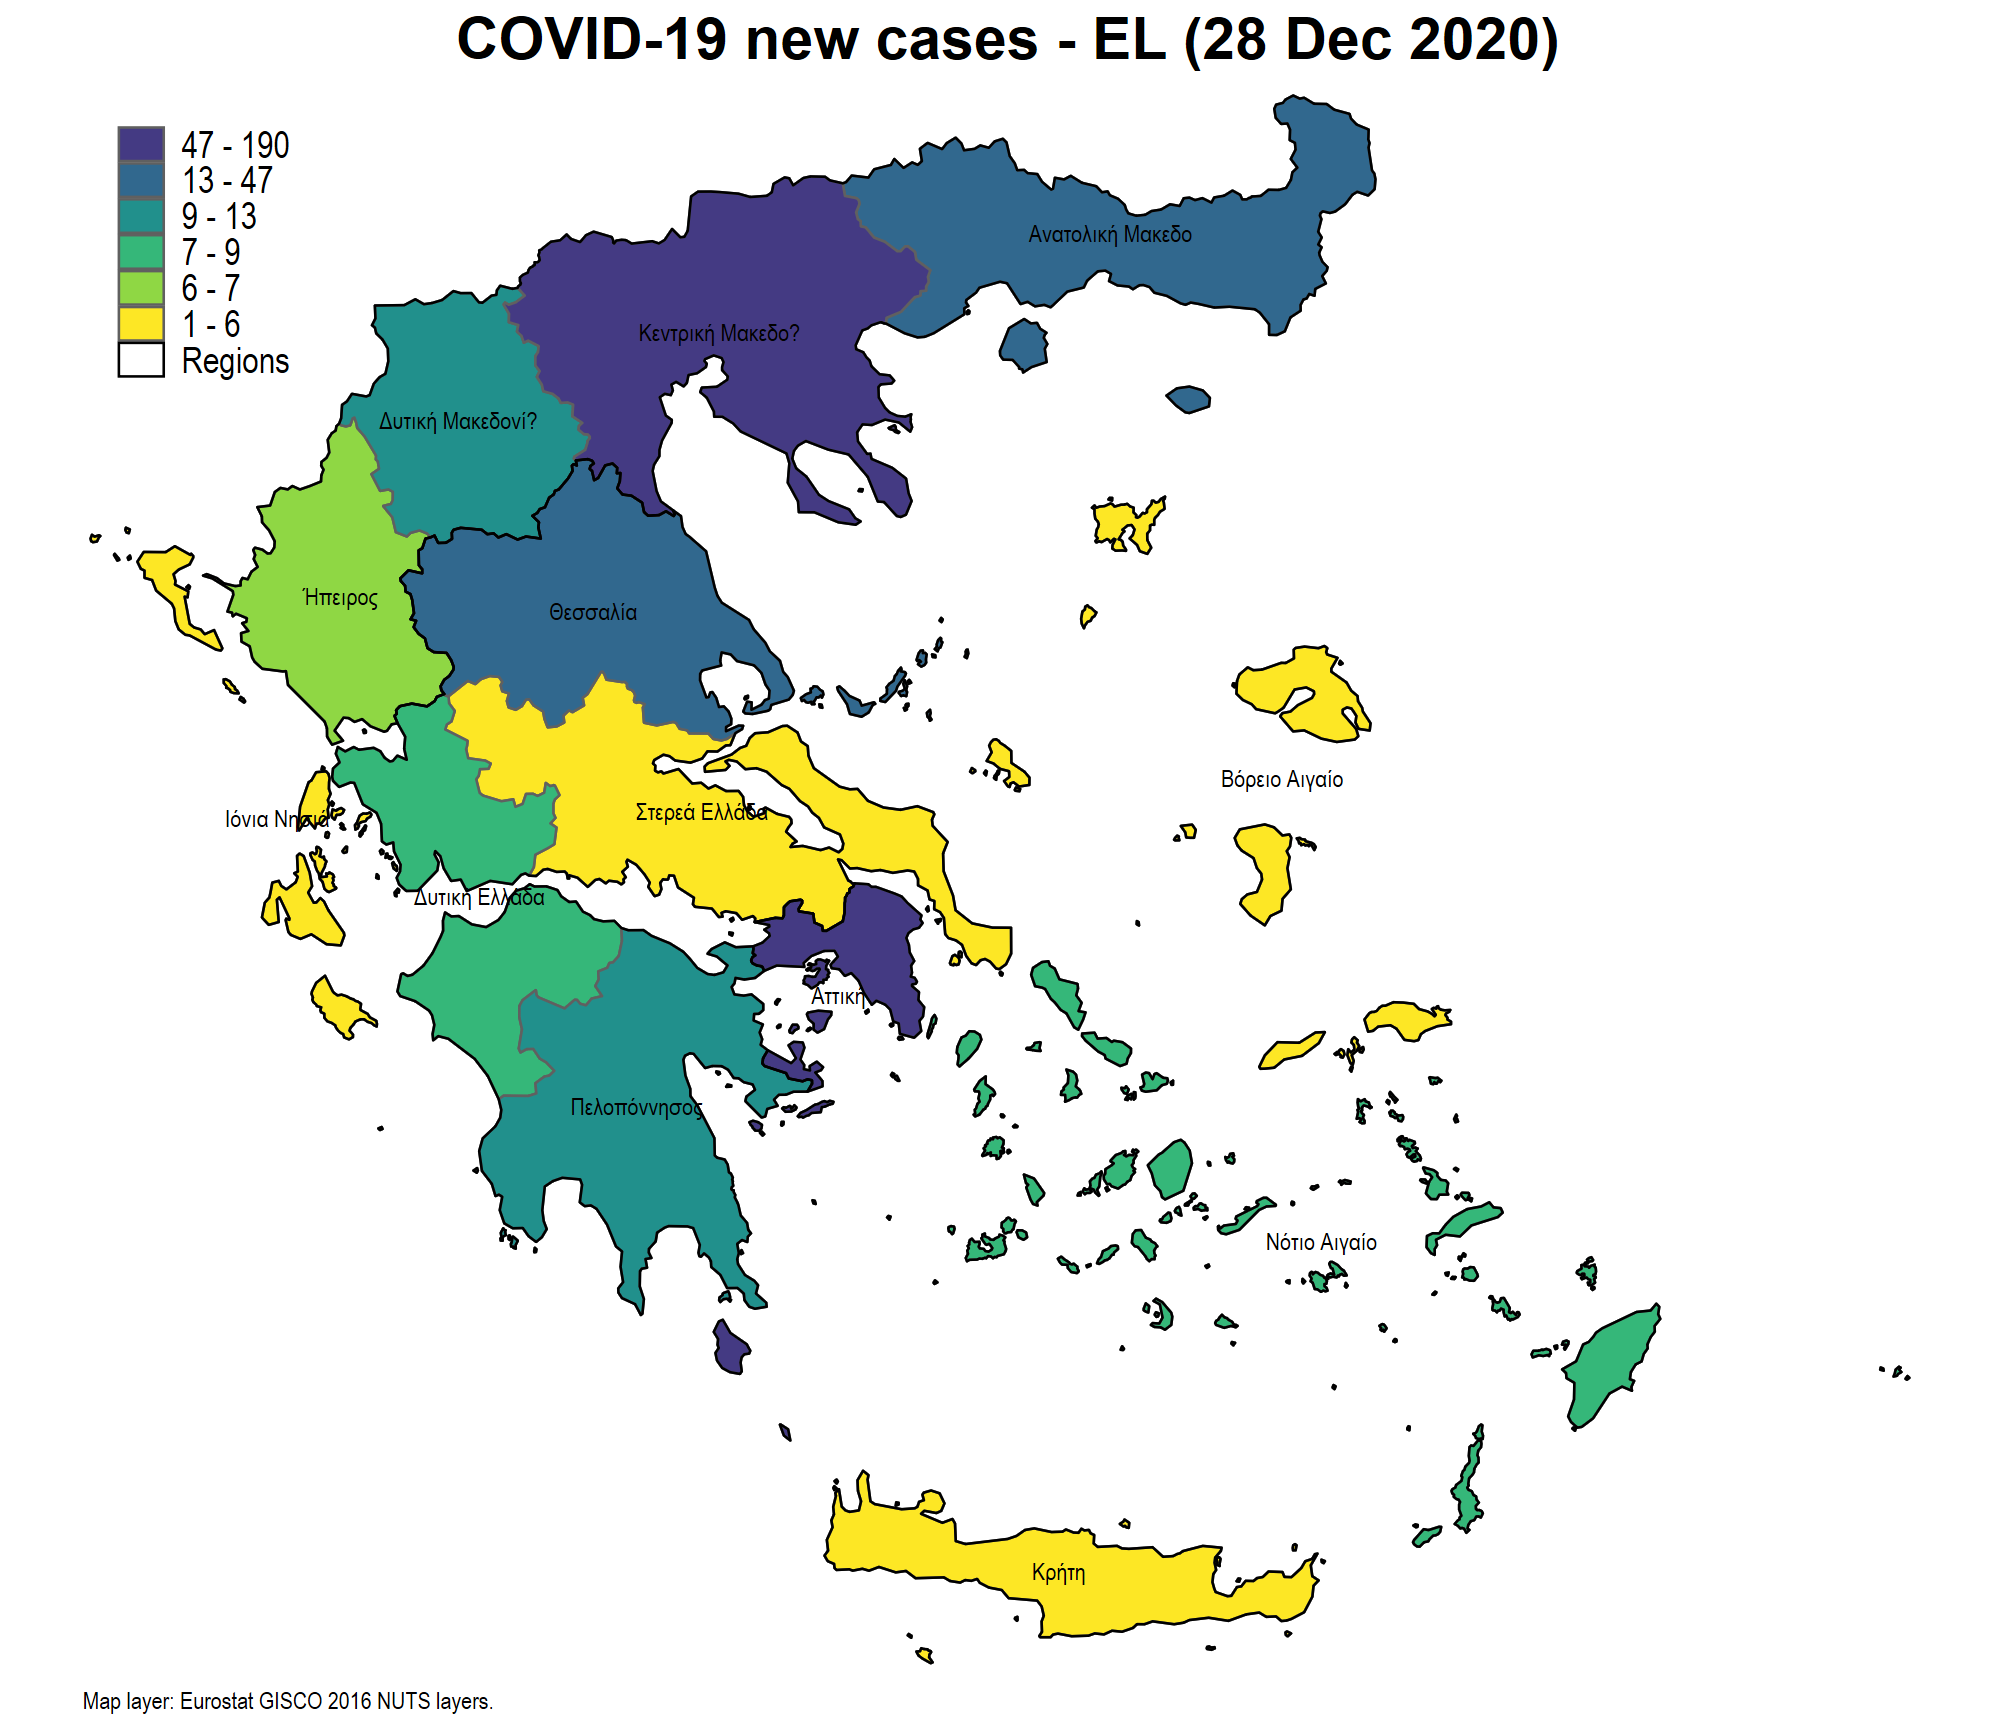 COVID-19 new cases - EL (28 Dec 2020)
47 - 190
13 - 47
9 - 13
7 - 9
6 - 7
1 - 6
Regions
Ανατολική Μακεδο
Κεντρική Μακεδο?
Δυτική Μακεδονί?
Ήπειρος
Θεσσαλία
Βόρειο Αιγαίο
Στερεά Ελλάδα
Ιόνια Νησιά
Δυτική Ελλάδα
Αττική
Πελοπόννησος
Νότιο Αιγαίο
Κρήτη
Map layer: Eurostat GISCO 2016 NUTS layers.